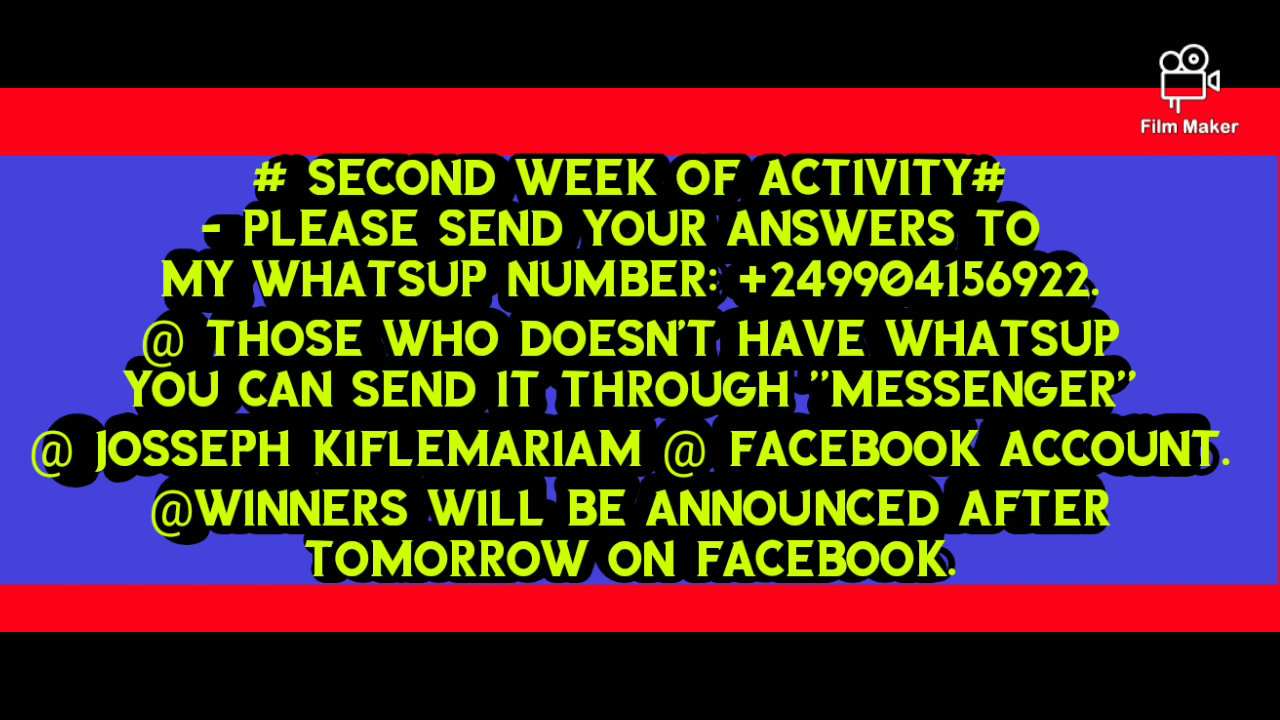 Film Maker
# SECOND WEEK OF ACTIVITY#
- PLEASE SEND YOUR ANSWERS TO
MY WHATSUP NUMBER: +249904156922.
@ THOSE WHO DOESN'T HAVE WHATSUP
YOU CAN SEND IT THROUGH "MESSENGER"
@ JOSSEPH KIFLEMARIAM @ FACEBOOK ACCOUNT.
@WINNERS WILL BE ANNOUNCED AFTER
TOMORROW ON FACEBOOK.